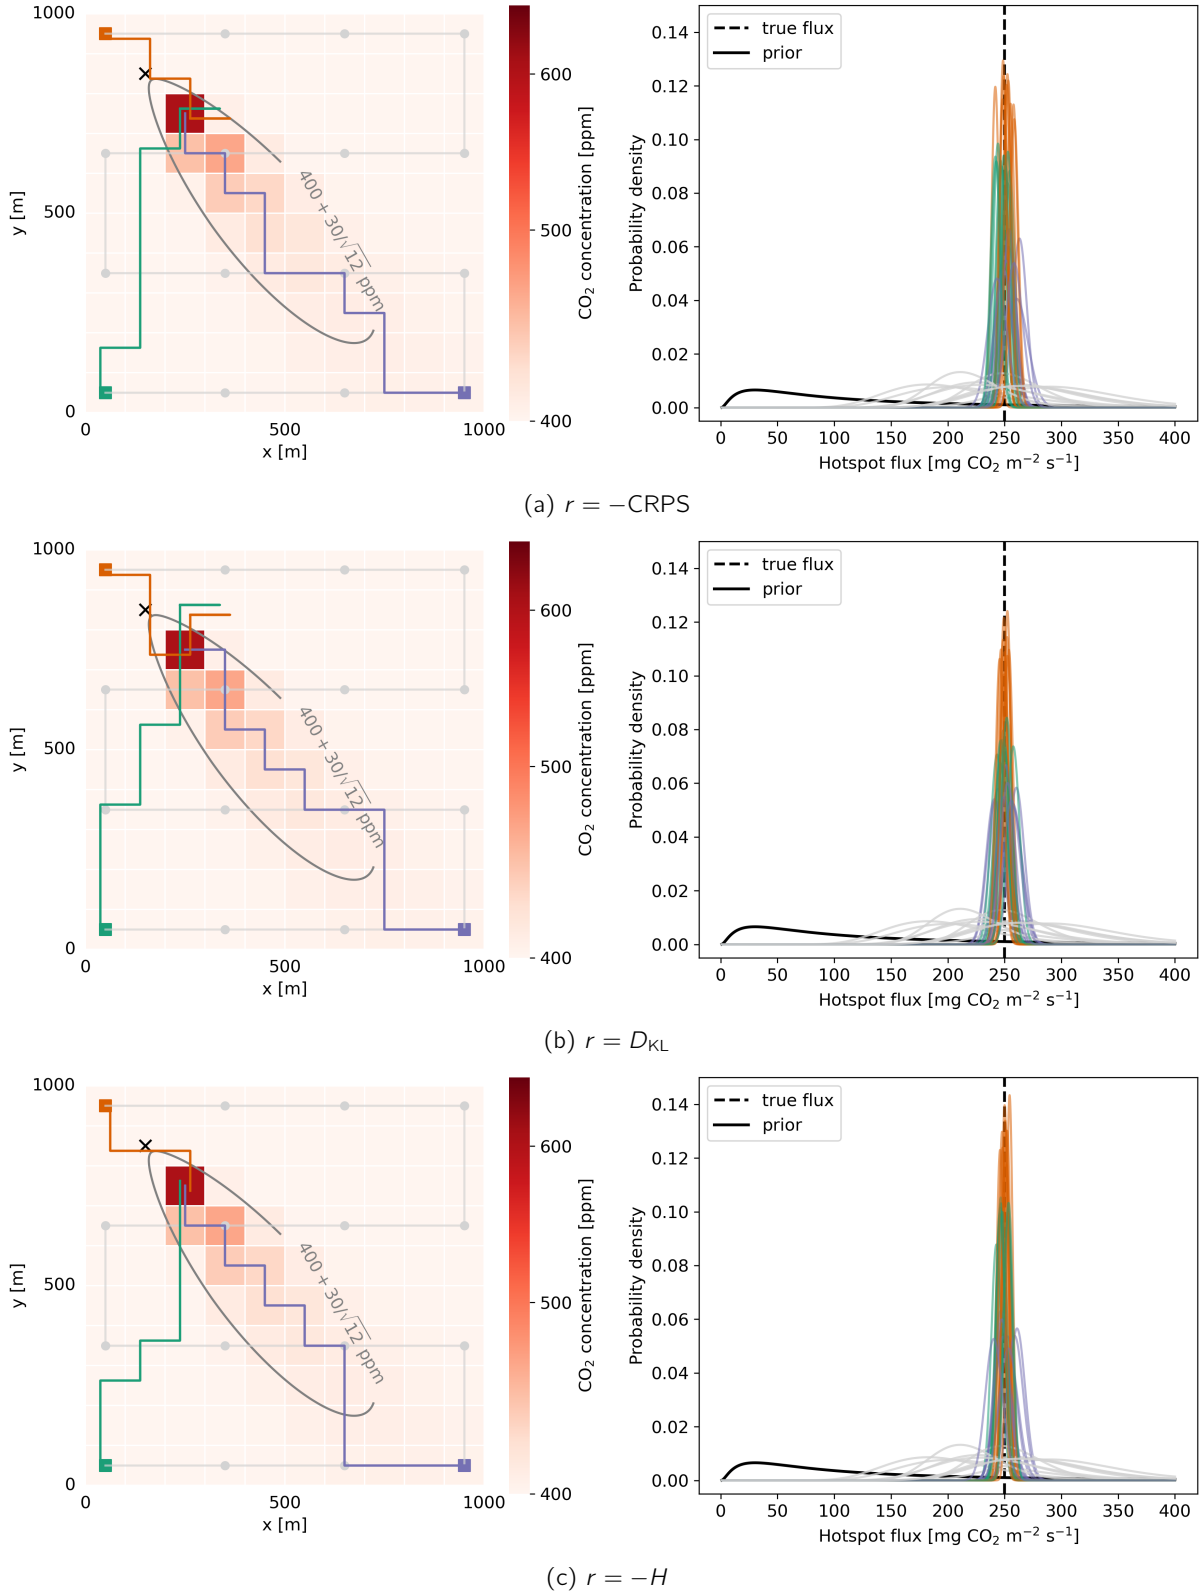 1000
500
0
y [m]
0
500
1000
x [m]
400 + 30/√12 ppm
600
500
400
CO₂ concentration [ppm]
0.14
0.12
0.10
0.08
0.06
0.04
0.02
0.00
Probability density
true flux
prior
0
50
100
150
200
250
300
350
400
Hotspot flux [mg CO₂ m⁻² s⁻¹]
(a) r = −CRPS
1000
500
0
y [m]
0
500
1000
x [m]
400 + 30/√12 ppm
600
500
400
CO₂ concentration [ppm]
0.14
0.12
0.10
0.08
0.06
0.04
0.02
0.00
Probability density
true flux
prior
0
50
100
150
200
250
300
350
400
Hotspot flux [mg CO₂ m⁻² s⁻¹]
(b) r = D_KL
1000
500
0
y [m]
0
500
1000
x [m]
400 + 30/√12 ppm
600
500
400
CO₂ concentration [ppm]
0.14
0.12
0.10
0.08
0.06
0.04
0.02
0.00
Probability density
true flux
prior
0
50
100
150
200
250
300
350
400
Hotspot flux [mg CO₂ m⁻² s⁻¹]
(c) r = −H